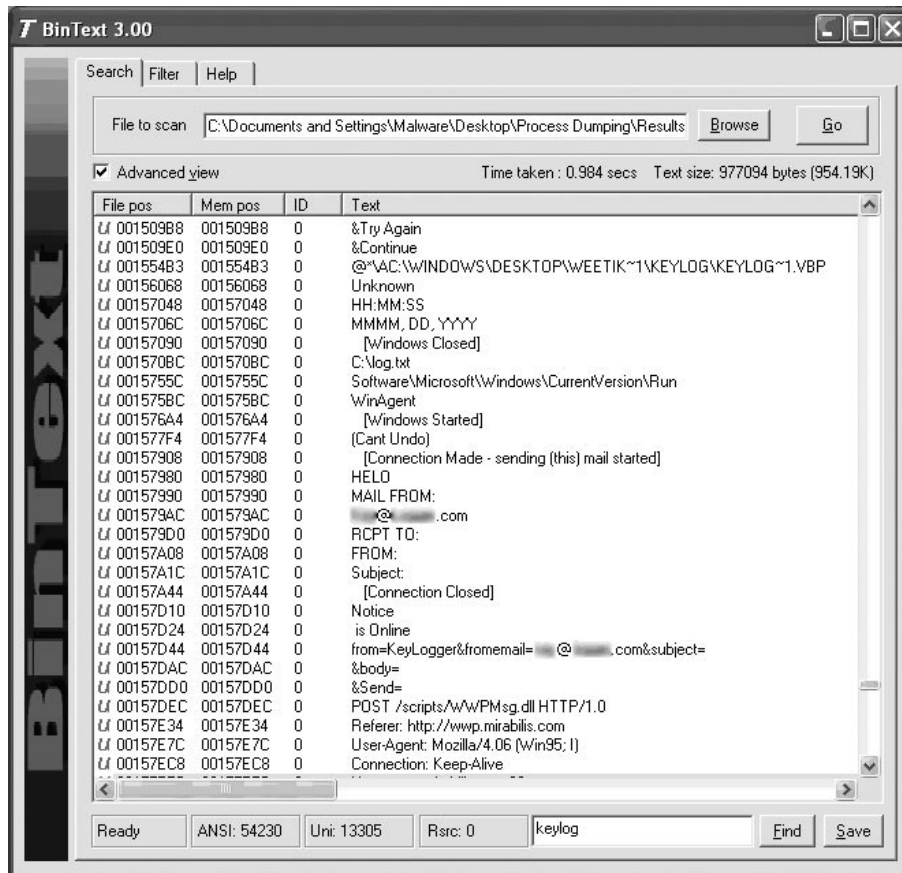 BinText 3.00
Search Filter Help
File to scan C:\Documents and Settings\Malware\Desktop\Process Dumping\Results Browse Go
Advanced view Time taken : 0.984 secs Text size: 977094 bytes (954.19K)
File pos Mem pos ID Text
U 001509B8 001509B8 0 &Try Again
U 001509E0 001509E0 0 &Continue
U 001554B3 001554B3 0 @*\AC:\WINDOWS\DESKTOP\WEETIK~1\KEYLOG\KEYLOG~1.VBP
U 00156068 00156068 0 Unknown
U 00157048 00157048 0 HH:MM:SS
U 0015706C 0015706C 0 MMMM, DD, YYYY
U 00157090 00157090 0 [Windows Closed]
U 001570BC 001570BC 0 C:\log.txt
U 0015755C 0015755C 0 Software\Microsoft\Windows\CurrentVersion\Run
U 001575BC 001575BC 0 WinAgent
U 001576A4 001576A4 0 [Windows Started]
U 001577F4 001577F4 0 (Cant Undo)
U 00157908 00157908 0 [Connection Made - sending (this) mail started]
U 00157980 00157980 0 HELO
U 00157990 00157990 0 MAIL FROM:
U 001579AC 001579AC 0 @ .com
U 001579D0 001579D0 0 RCPT TO:
U 00157A08 00157A08 0 FROM:
U 00157A1C 00157A1C 0 Subject:
U 00157A44 00157A44 0 [Connection Closed]
U 00157D10 00157D10 0 Notice
U 00157D24 00157D24 0 is Online
U 00157D44 00157D44 0 from=KeyLogger&fromemail= @ .com&subject=
U 00157DAC 00157DAC 0 &body=
U 00157DD0 00157DD0 0 &Send=
U 00157DEC 00157DEC 0 POST /scripts/WWPMsg.dll HTTP/1.0
U 00157E34 00157E34 0 Referer: http://wwp.mirabilis.com
U 00157E7C 00157E7C 0 User-Agent: Mozilla/4.06 (Win95; I)
U 00157EC8 00157EC8 0 Connection: Keep-Alive
Ready ANSI: 54230 Uni: 13305 Rsrc: 0 keylog Find Save
BinText